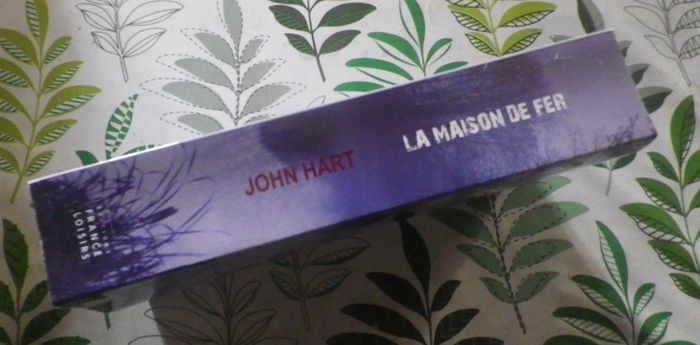 FRANCE
LOISIRS
JOHN HART
LA MAISON DE FER